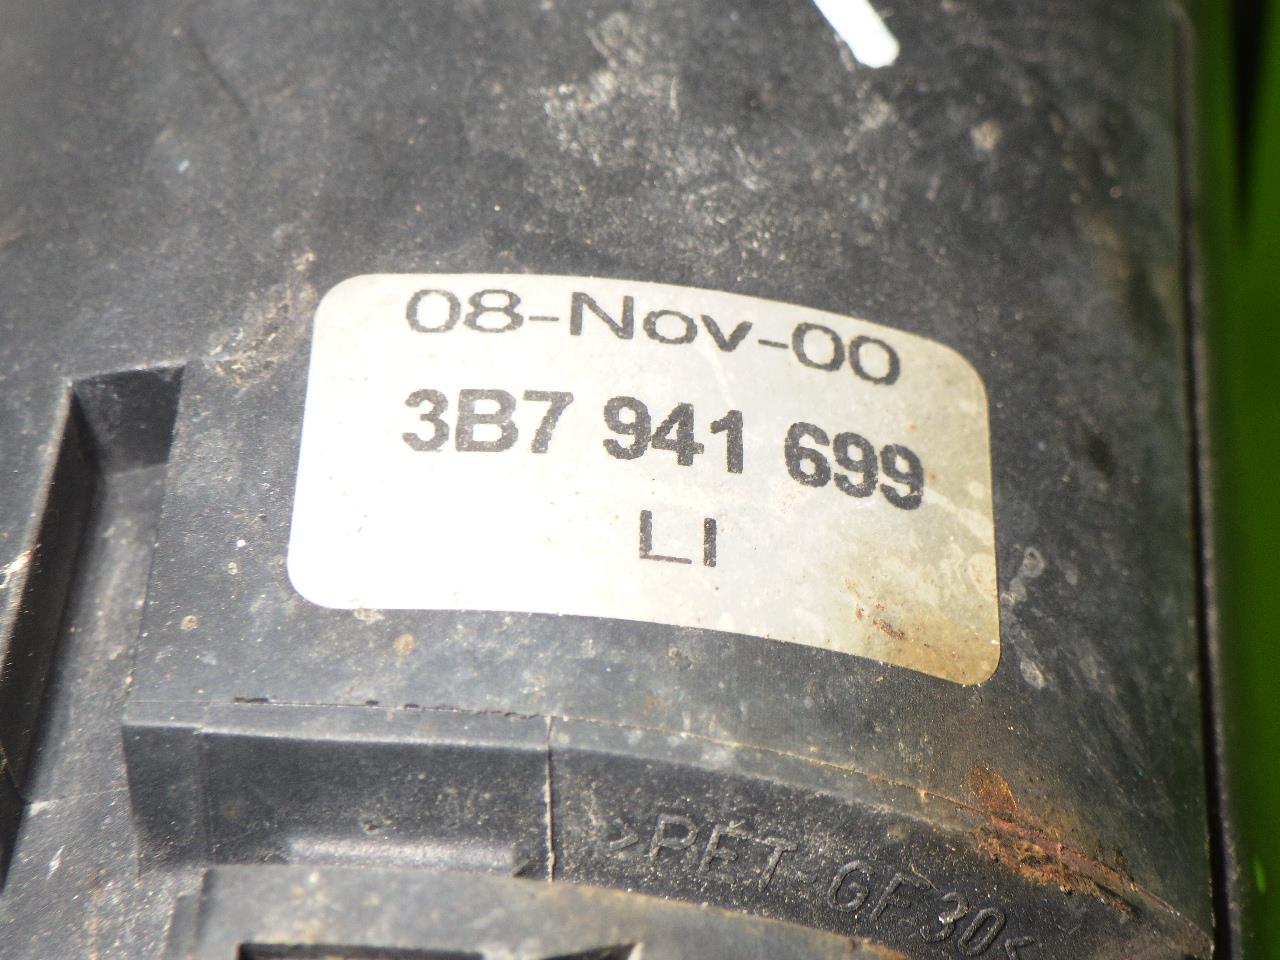 08-Nov-00
3B7 941 699
LI
>PET-GF30<